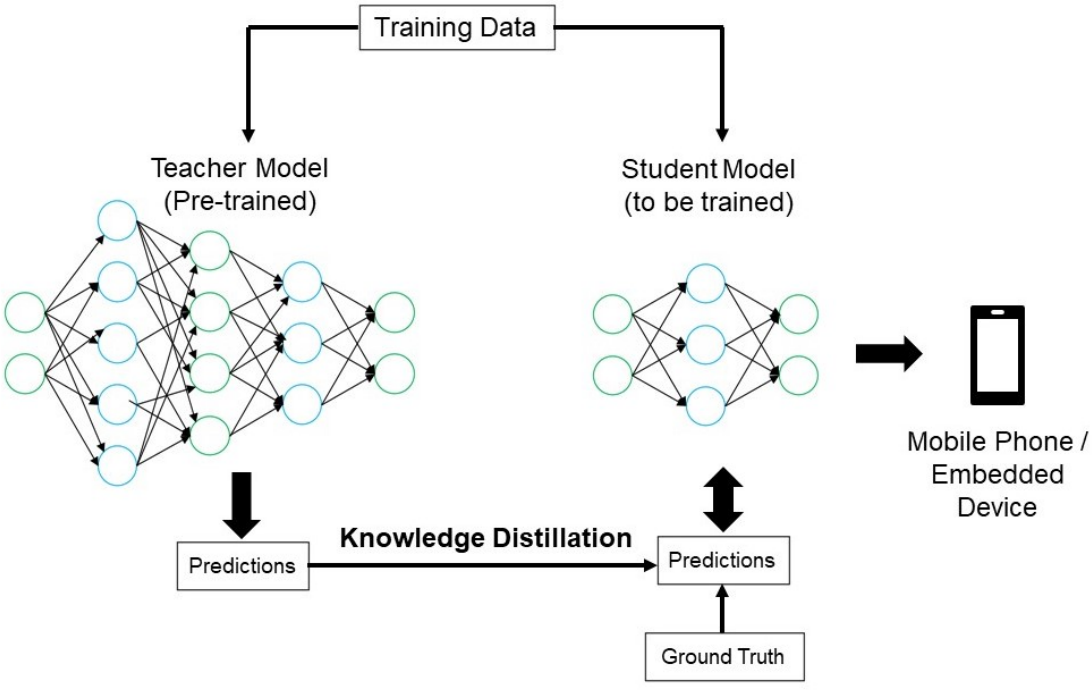 Training Data
Teacher Model
(Pre-trained)
Student Model
(to be trained)
Mobile Phone /
Embedded
Device
Knowledge Distillation
Predictions
Predictions
Ground Truth